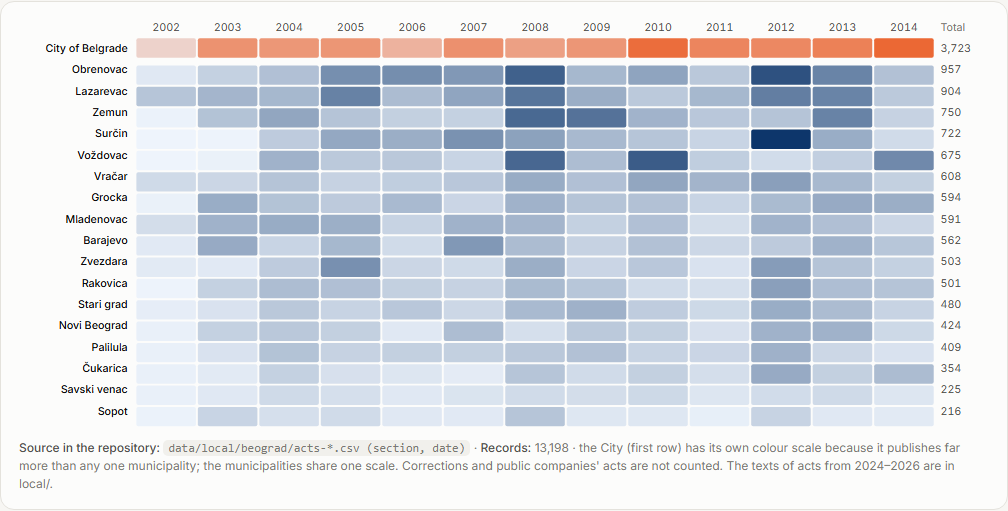 2002 2003 2004 2005 2006 2007 2008 2009 2010 2011 2012 2013 2014 Total
City of Belgrade 3,723
Obrenovac 957
Lazarevac 904
Zemun 750
Surčin 722
Voždovac 675
Vračar 608
Grocka 594
Mladenovac 591
Barajevo 562
Zvezdara 503
Rakovica 501
Stari grad 480
Novi Beograd 424
Palilula 409
Čukarica 354
Savski venac 225
Sopot 216
Source in the repository: data/local/beograd/acts-*.csv (section, date) · Records: 13,198 · the City (first row) has its own colour scale because it publishes far
more than any one municipality; the municipalities share one scale. Corrections and public companies' acts are not counted. The texts of acts from 2024–2026 are in
local/.